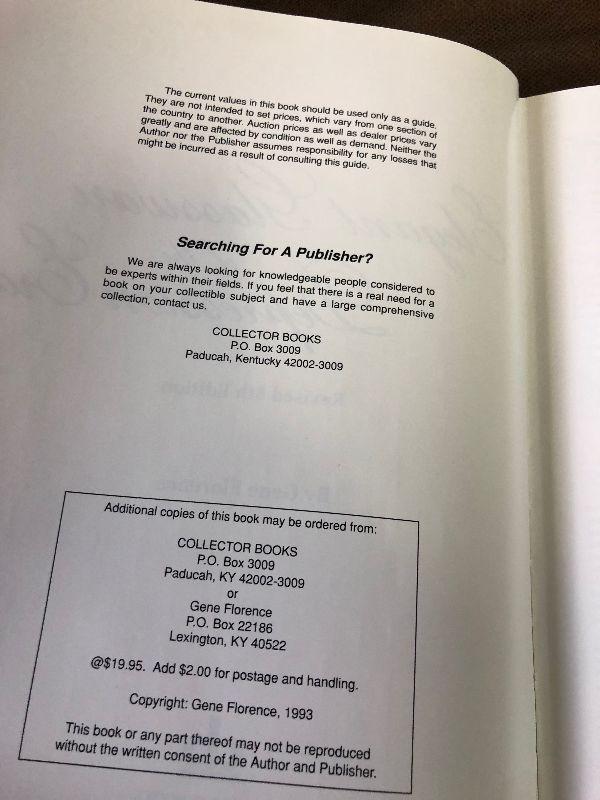 The current values in this book should be used only as a guide.
They are not intended to set prices, which vary from one section of
the country to another. Auction prices as well as dealer prices vary
greatly and are affected by condition as well as demand. Neither the
Author nor the Publisher assumes responsibility for any losses that
might be incurred as a result of consulting this guide.
Searching For A Publisher?
We are always looking for knowledgeable people considered to
be experts within their fields. If you feel that there is a real need for a
book on your collectible subject and have a large comprehensive
collection, contact us.
COLLECTOR BOOKS
P.O. Box 3009
Paducah, Kentucky 42002-3009
Additional copies of this book may be ordered from:
COLLECTOR BOOKS
P.O. Box 3009
Paducah, KY 42002-3009
or
Gene Florence
P.O. Box 22186
Lexington, KY 40522
@$19.95. Add $2.00 for postage and handling.
Copyright: Gene Florence, 1993
This book or any part thereof may not be reproduced
without the written consent of the Author and Publisher.